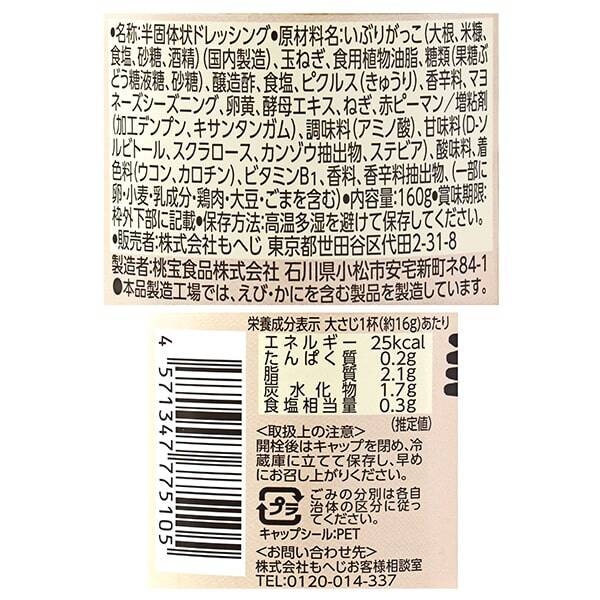 ●名称:半固体状ドレッシング●原材料名:いぶりがっこ(大根、米糠、
食塩、砂糖、酒精)(国内製造)、玉ねぎ、食用植物油脂、糖類(果糖ぶ
どう糖液糖、砂糖)、醸造酢、食塩、ピクルス(きゅうり)、香辛料、マヨ
ネーズシーズニング、卵黄、酵母エキス、ねぎ、赤ピーマン/増粘剤
(加工デンプン、キサンタンガム)、調味料(アミノ酸)、甘味料(D-ソ
ルビトール、スクラロース、カンゾウ抽出物、ステビア)、酸味料、着
色料(ウコン、カロチン)、ビタミンB1、香料、香辛料抽出物、(一部に
卵・小麦・乳成分・鶏肉・大豆・ごまを含む)●内容量:160g●賞味期限:
枠外下部に記載●保存方法:高温多湿を避けて保存してください。
●販売者:株式会社もへじ 東京都世田谷区代田2-31-8
製造者:桃宝食品株式会社 石川県小松市安宅新町ネ84-1
●本品製造工場では、えび・かにを含む製品を製造しています。
栄養成分表示 大さじ1杯(約16g)あたり
エネルギー 25kcal
たんぱく質 0.2g
脂質 2.1g
炭水化物 1.7g
食塩相当量 0.3g
(推定値)
<取扱上の注意>
開栓後はキャップを閉め、冷
蔵庫に立てて保存し、早め
にお召し上がりください。
プラ
ごみの分別は各自
治体の区分に従っ
てください。
キャップシール:PET
<お問い合わせ先>
株式会社もへじお客様相談室
TEL:0120-014-337
4 571347 775105